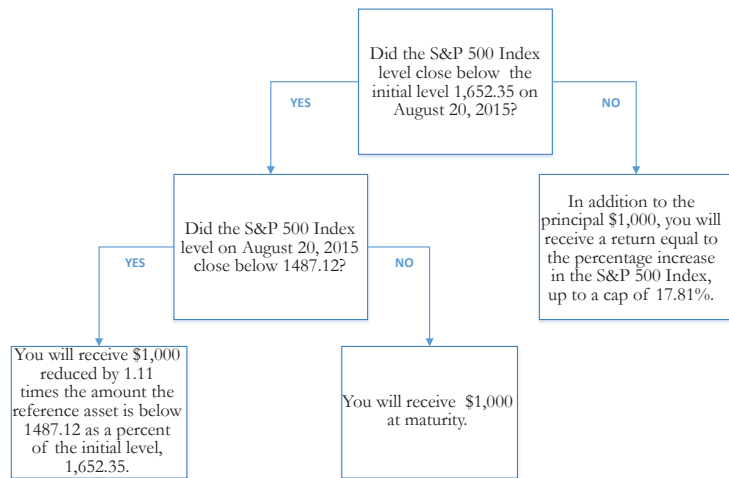 Did the S&P 500 Index
level close below the
initial level 1,652.35 on
August 20, 2015?
YES
NO
Did the S&P 500 Index
level on August 20, 2015
close below 1487.12?
In addition to the
principal $1,000, you will
receive a return equal to
the percentage increase
in the S&P 500 Index,
up to a cap of 17.81%.
YES
NO
You will receive $1,000
reduced by 1.11
times the amount the
reference asset is below
1487.12 as a percent
of the initial level,
1,652.35.
You will receive $1,000
at maturity.